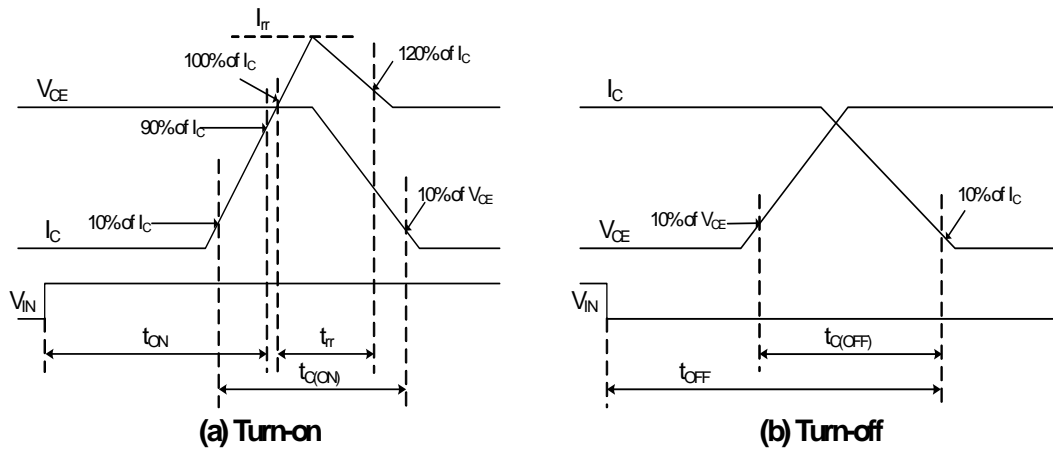 Irr
100% of IC
120% of IC
VCE
90% of IC
10% of IC
10% of VCE
IC
VIN
tON
trr
tC(ON)
(a) Turn-on
IC
10% of VCE
10% of IC
VCE
VIN
tC(OFF)
tOFF
(b) Turn-off